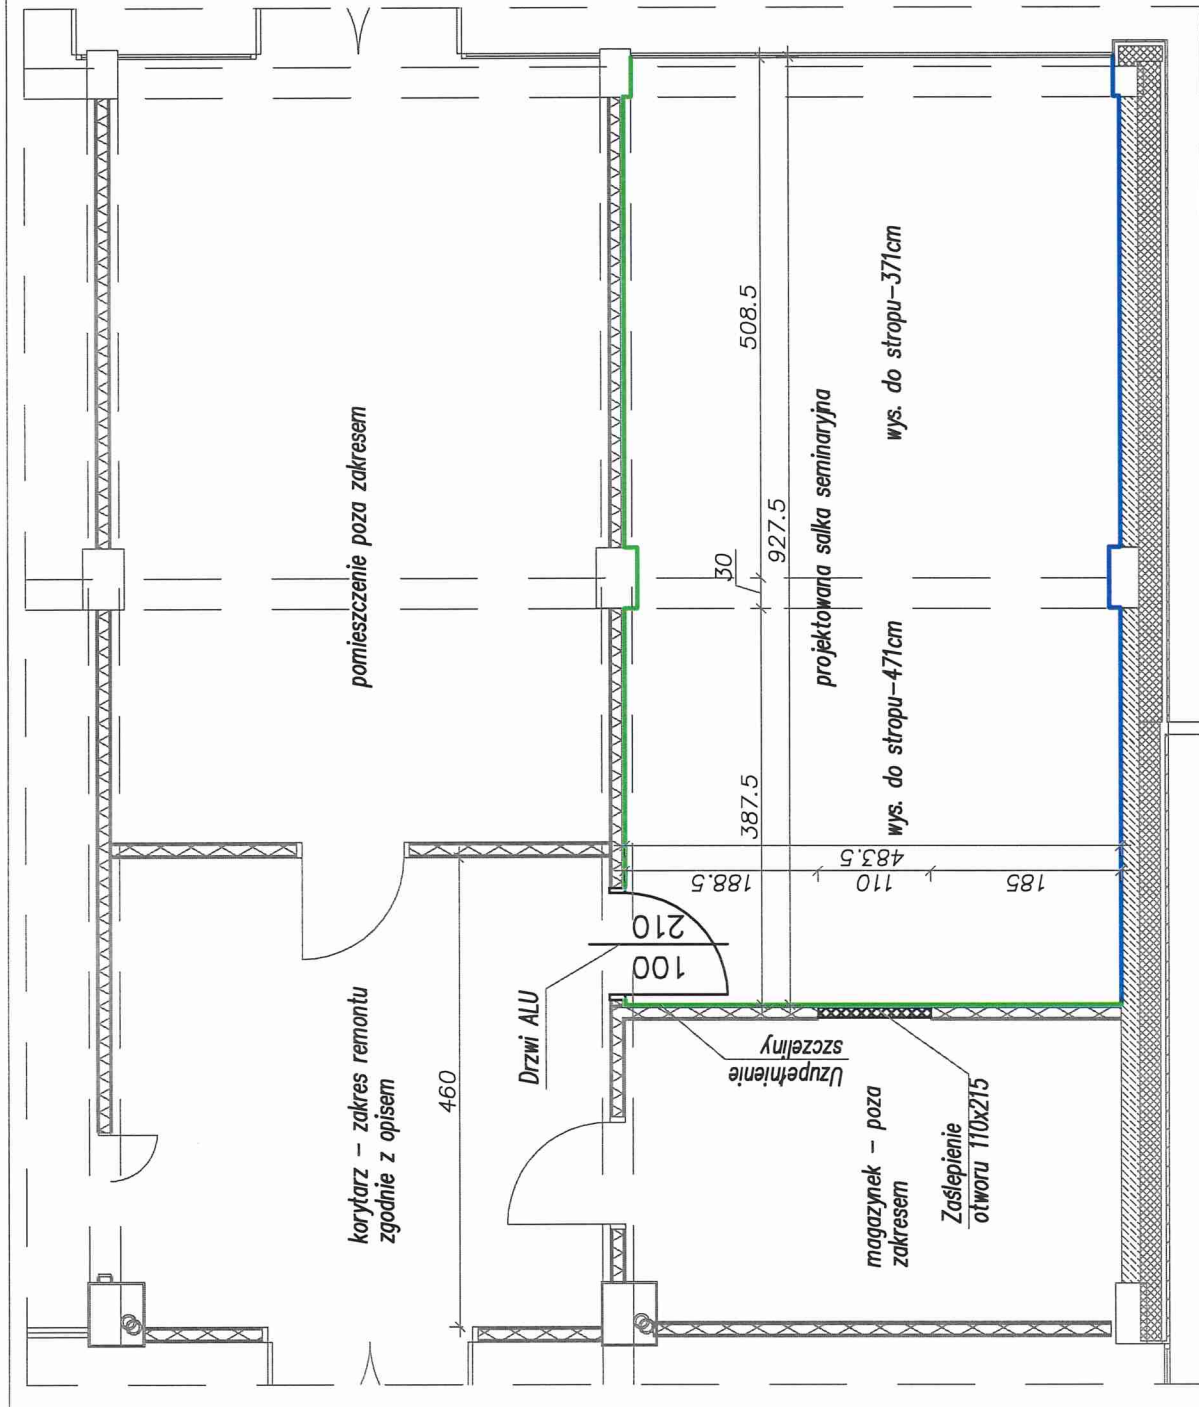 pomieszczenie poza zakresem
korytarz – zakres remontu
zgodnie z opisem
460
Drzwi ALU
100
210
Uzupełnienie
szczeliny
magazynek – poza
zakresem
Zaślepienie
otworu 110x215
188.5
110
185
483.5
387.5
30
508.5
927.5
projektowana salka seminaryjna
wys. do stropu–471cm
wys. do stropu–371cm